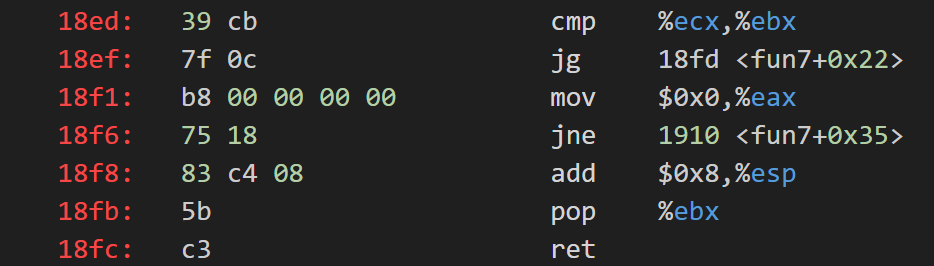 18ed: 39 cb cmp %ecx,%ebx
18ef: 7f 0c jg 18fd <fun7+0x22>
18f1: b8 00 00 00 00 mov $0x0,%eax
18f6: 75 18 jne 1910 <fun7+0x35>
18f8: 83 c4 08 add $0x8,%esp
18fb: 5b pop %ebx
18fc: c3 ret